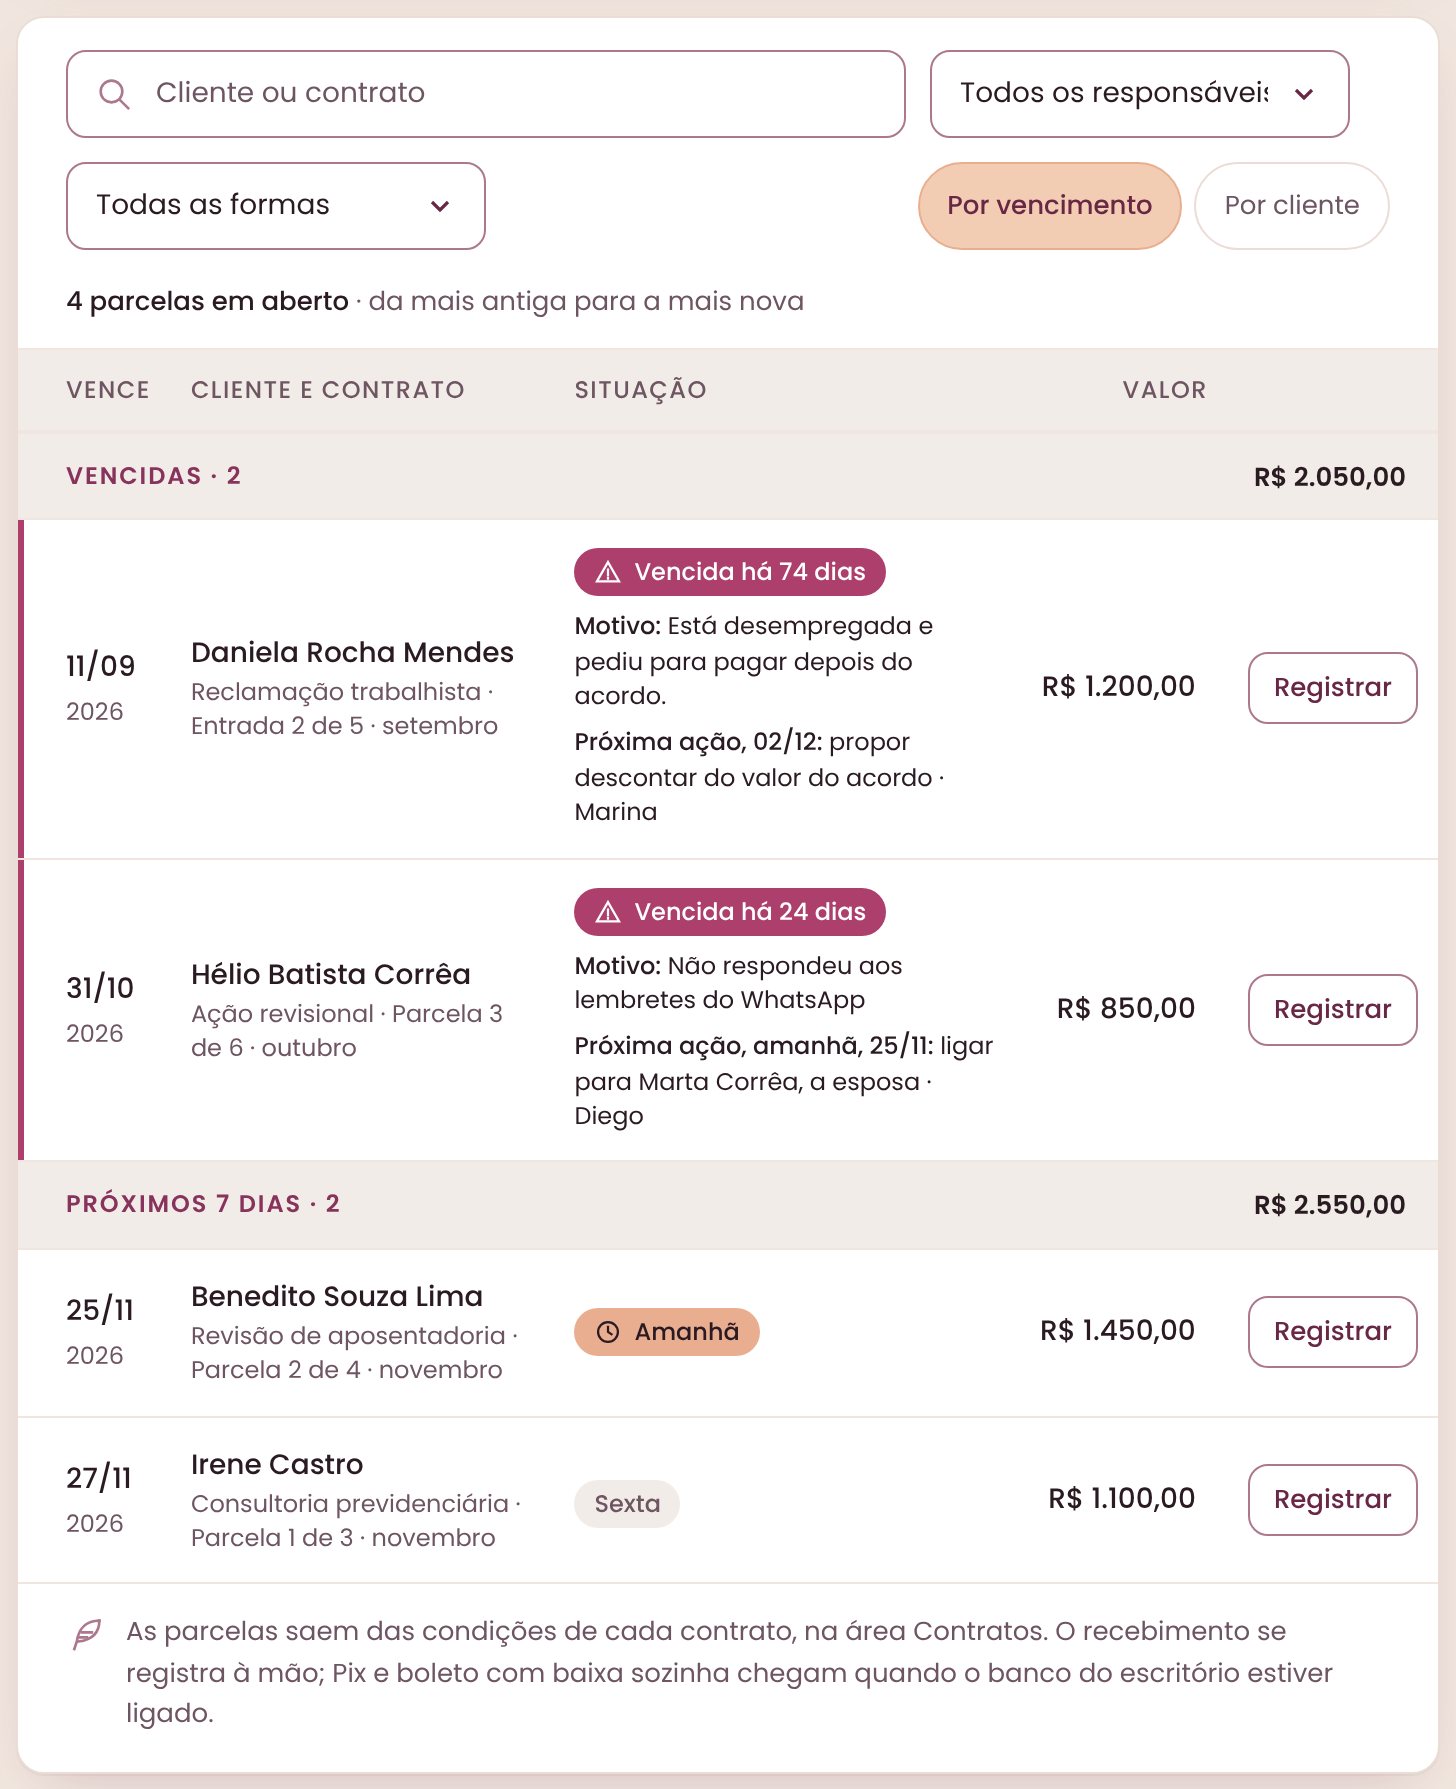 Cliente ou contrato
Todos os responsáveis
Todas as formas
Por vencimento
Por cliente
4 parcelas em aberto · da mais antiga para a mais nova
VENCE CLIENTE E CONTRATO SITUAÇÃO VALOR
VENCIDAS · 2 R$ 2.050,00
11/09
2026
Daniela Rocha Mendes
Reclamação trabalhista ·
Entrada 2 de 5 · setembro
Vencida há 74 dias
Motivo: Está desempregada e
pediu para pagar depois do
acordo.
Próxima ação, 02/12: propor
descontar do valor do acordo ·
Marina
R$ 1.200,00
Registrar
31/10
2026
Hélio Batista Corrêa
Ação revisional · Parcela 3
de 6 · outubro
Vencida há 24 dias
Motivo: Não respondeu aos
lembretes do WhatsApp
Próxima ação, amanhã, 25/11: ligar
para Marta Corrêa, a esposa ·
Diego
R$ 850,00
Registrar
PRÓXIMOS 7 DIAS · 2 R$ 2.550,00
25/11
2026
Benedito Souza Lima
Revisão de aposentadoria ·
Parcela 2 de 4 · novembro
Amanhã
R$ 1.450,00
Registrar
27/11
2026
Irene Castro
Consultoria previdenciária ·
Parcela 1 de 3 · novembro
Sexta
R$ 1.100,00
Registrar
As parcelas saem das condições de cada contrato, na área Contratos. O recebimento se
registra à mão; Pix e boleto com baixa sozinha chegam quando o banco do escritório estiver
ligado.